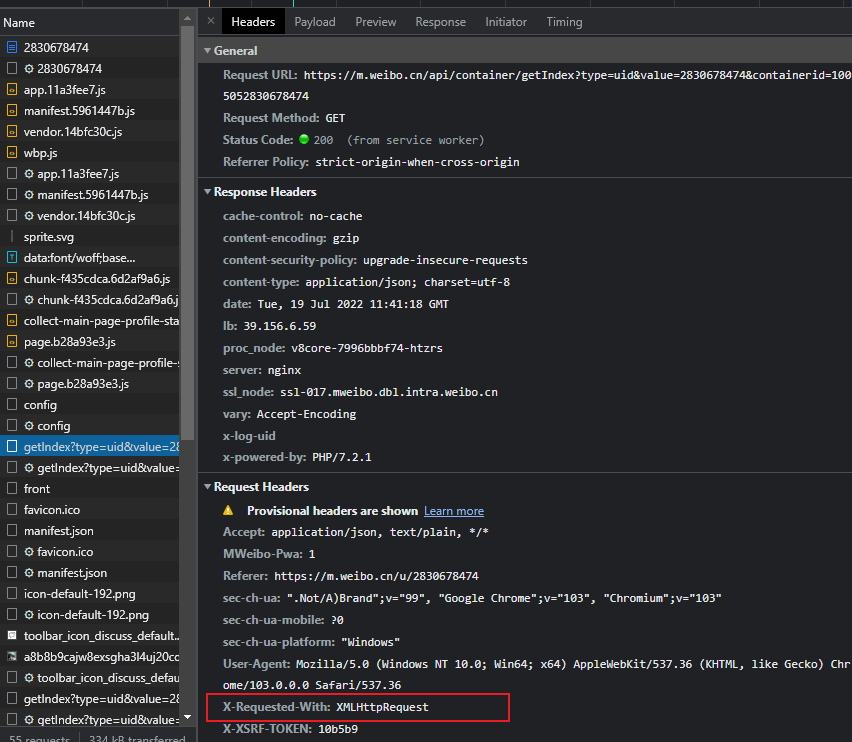 Name
2830678474
2830678474
app.11a3fee7.js
manifest.5961447b.js
vendor.14bfc30c.js
wbp.js
app.11a3fee7.js
manifest.5961447b.js
vendor.14bfc30c.js
sprite.svg
data:font/woff;base...
chunk-f435cdca.6d2af9a6.js
chunk-f435cdca.6d2af9a6.j
collect-main-page-profile-sta
page.b28a93e3.js
collect-main-page-profile-s
page.b28a93e3.js
config
config
getIndex?type=uid&value=28
getIndex?type=uid&value=
front
favicon.ico
manifest.json
favicon.ico
manifest.json
icon-default-192.png
icon-default-192.png
toolbar_icon_discuss_default...
a8b8b9cajw8exsgha3l4uj20cc
toolbar_icon_discuss_defau
getIndex?type=uid&value=28
getIndex?type=uid&value=
55 requests 334 kB transferred
× Headers Payload Preview Response Initiator Timing
General
Request URL: https://m.weibo.cn/api/container/getIndex?type=uid&value=2830678474&containerid=100
5052830678474
Request Method: GET
Status Code: 200 (from service worker)
Referrer Policy: strict-origin-when-cross-origin
Response Headers
cache-control: no-cache
content-encoding: gzip
content-security-policy: upgrade-insecure-requests
content-type: application/json; charset=utf-8
date: Tue, 19 Jul 2022 11:41:18 GMT
lb: 39.156.6.59
proc_node: v8core-7996bbbf74-htzrs
server: nginx
ssl_node: ssl-017.mweibo.dbl.intra.weibo.cn
vary: Accept-Encoding
x-log-uid
x-powered-by: PHP/7.2.1
Request Headers
Provisional headers are shown Learn more
Accept: application/json, text/plain, */*
MWeibo-Pwa: 1
Referer: https://m.weibo.cn/u/2830678474
sec-ch-ua: ".Not/A)Brand";v="99", "Google Chrome";v="103", "Chromium";v="103"
sec-ch-ua-mobile: ?0
sec-ch-ua-platform: "Windows"
User-Agent: Mozilla/5.0 (Windows NT 10.0; Win64; x64) AppleWebKit/537.36 (KHTML, like Gecko) Chr
ome/103.0.0.0 Safari/537.36
X-Requested-With: XMLHttpRequest
X-XSRF-TOKEN: 10b5b9